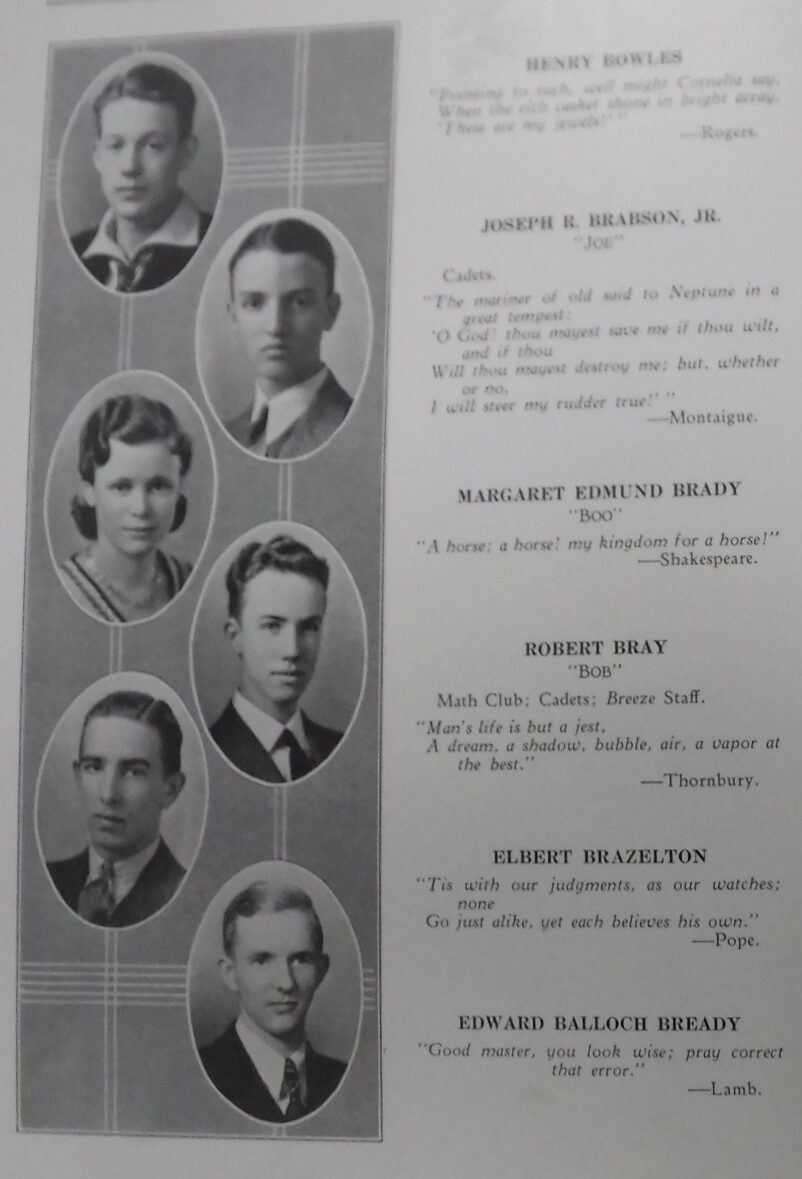 HENRY BOWLES
"Pointing to such, well might Cornelia say,
When the rich casket shone in bright array,
'These are my jewels!' "
—Rogers.
JOSEPH R. BRABSON, JR.
"JOE"
Cadets.
"The mariner of old said to Neptune in a
great tempest:
'O God! thou mayest save me if thou wilt,
and if thou
Will thou mayest destroy me; but, whether
or no,
I will steer my rudder true!' "
—Montaigue.
MARGARET EDMUND BRADY
"BOO"
"A horse; a horse! my kingdom for a horse!"
—Shakespeare.
ROBERT BRAY
"BOB"
Math Club; Cadets; Breeze Staff.
"Man's life is but a jest,
A dream, a shadow, bubble, air, a vapor at
the best."
—Thornbury.
ELBERT BRAZELTON
"Tis with our judgments, as our watches;
none
Go just alike, yet each believes his own."
—Pope.
EDWARD BALLOCH BREADY
"Good master, you look wise; pray correct
that error."
—Lamb.